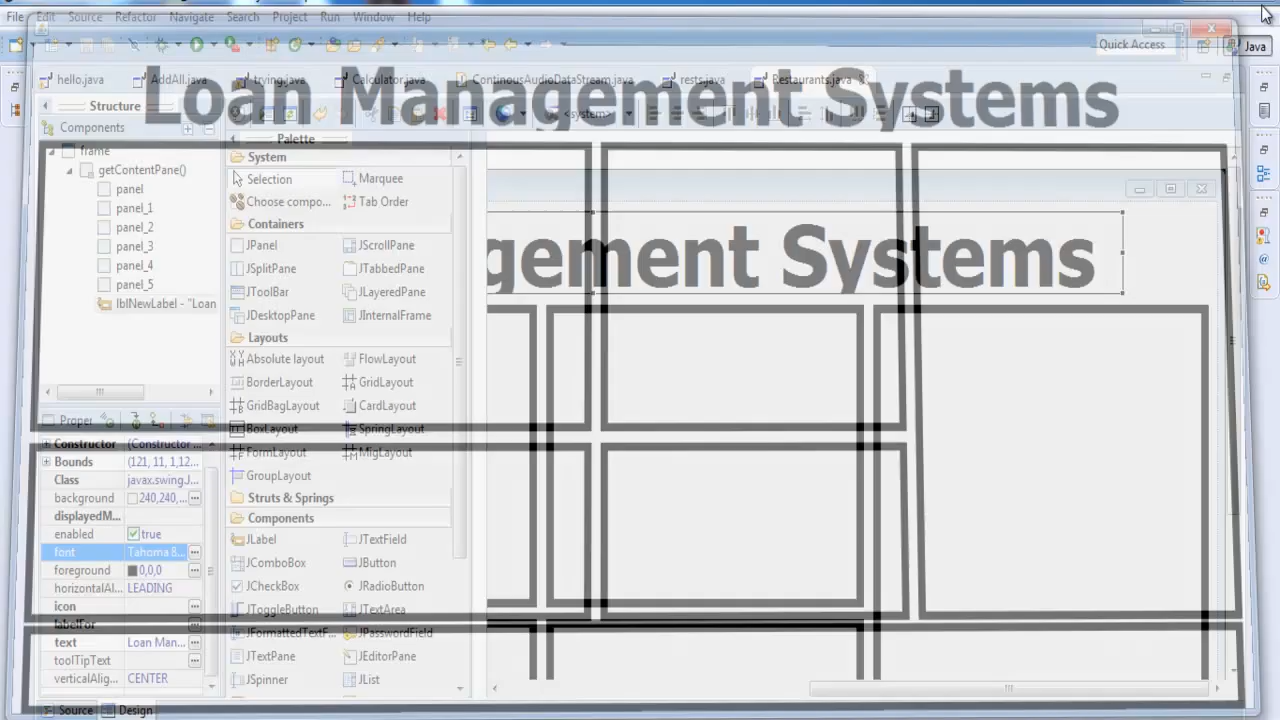 File Edit Source Refactor Navigate Search Project Run Window Help
Quick Access
Java
hello.java AddAll.java trying.java Calculator.java ContinousAudioDataStream.java rests.java Restaurants.java
Loan Management Systems
Structure
<system>
Components
Palette
frame
System
getContentPane()
Selection Marquee
panel
Choose compo... Tab Order
panel_1
Containers
panel_2
JPanel JScrollPane
panel_3
JSplitPane JTabbedPane
panel_4
JToolBar JLayeredPane
panel_5
JDesktopPane JInternalFrame
lblNewLabel - "Loan
gement Systems
Layouts
Absolute layout FlowLayout
BorderLayout GridLayout
GridBagLayout CardLayout
BoxLayout SpringLayout
FormLayout MigLayout
GroupLayout
Struts & Springs
Components
JLabel JTextField
JComboBox JButton
JCheckBox JRadioButton
JToggleButton JTextArea
JFormattedTextF... JPasswordField
JTextPane JEditorPane
JSpinner JList
Proper
Constructor (Constructor ...
Bounds (121, 11, 1,12...
Class javax.swing.J...
background 240,240,...
displayedM...
enabled true
font Tahoma 8...
foreground 0,0,0
horizontalAl... LEADING
icon
labelFor
text Loan Man...
toolTipText
verticalAlig... CENTER
Source Design